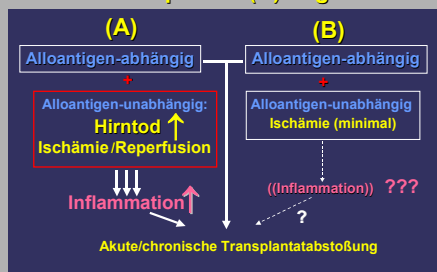 (A)
(B)
Alloantigen-abhängig
Alloantigen-abhängig
+
+
Alloantigen-unabhängig:
Hirntod
Ischämie/Reperfusion
Alloantigen-unabhängig
Ischämie (minimal)
Inflammation
((Inflammation)) ???
?
Akute/chronische Transplantatabstoßung